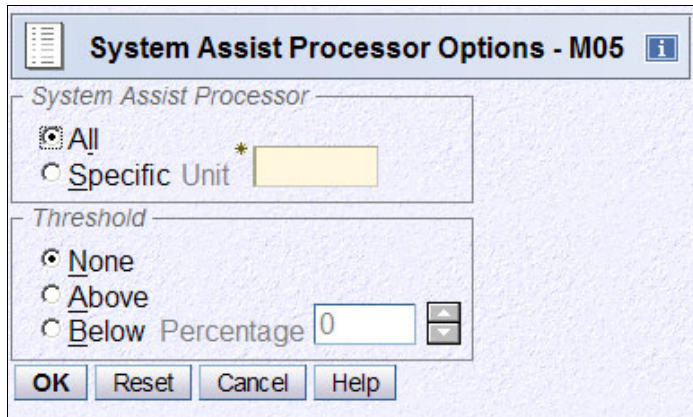 System Assist Processor Options - M05 i
System Assist Processor
All
Specific Unit *
Threshold
None
Above
Below Percentage 0
OK Reset Cancel Help